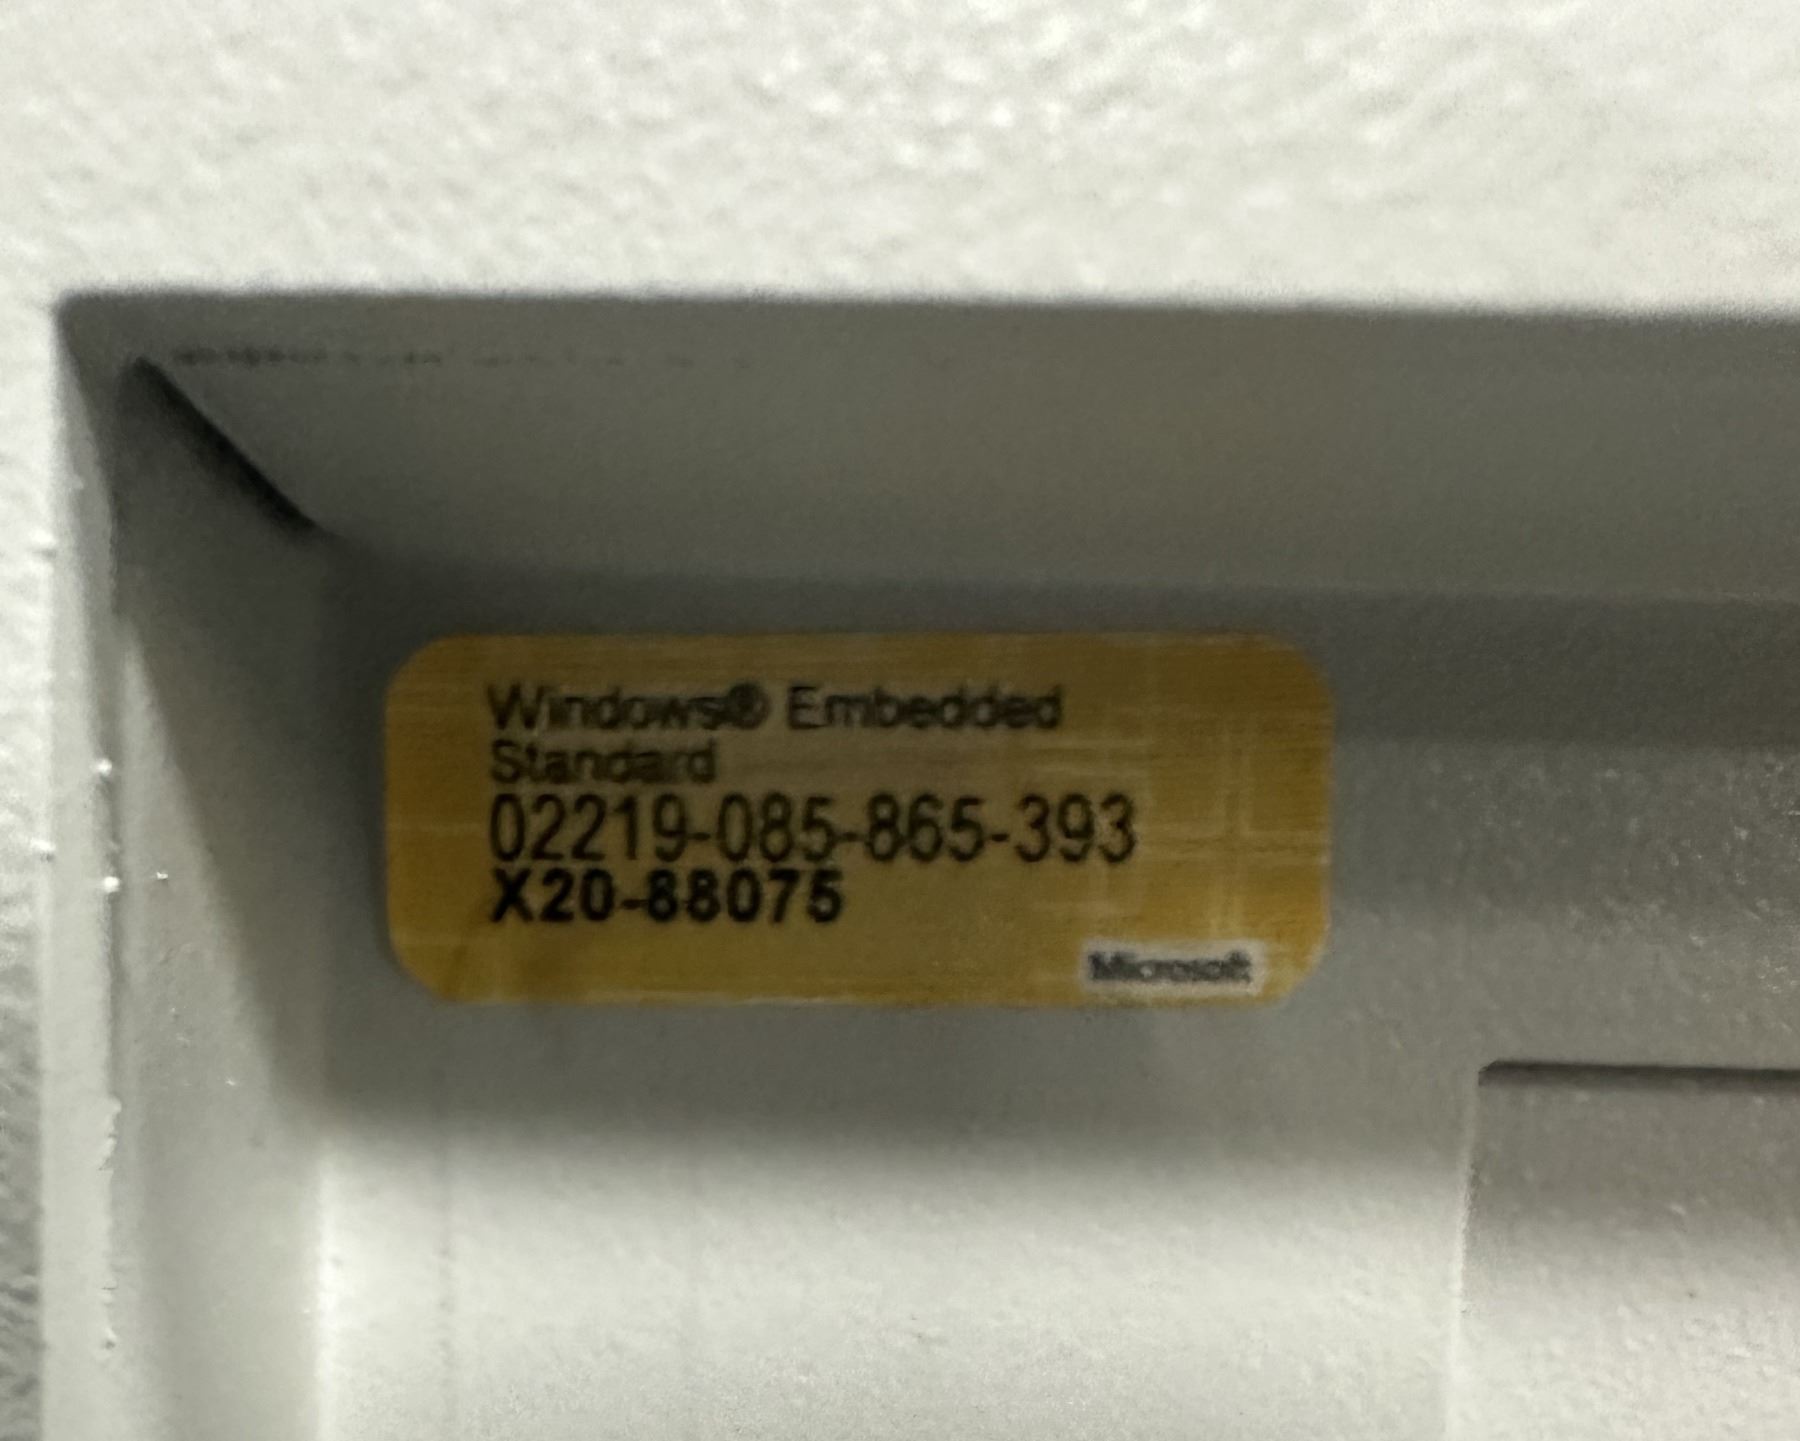 Windows® Embedded
Standard
02219-085-865-393
X20-88075
Microsoft